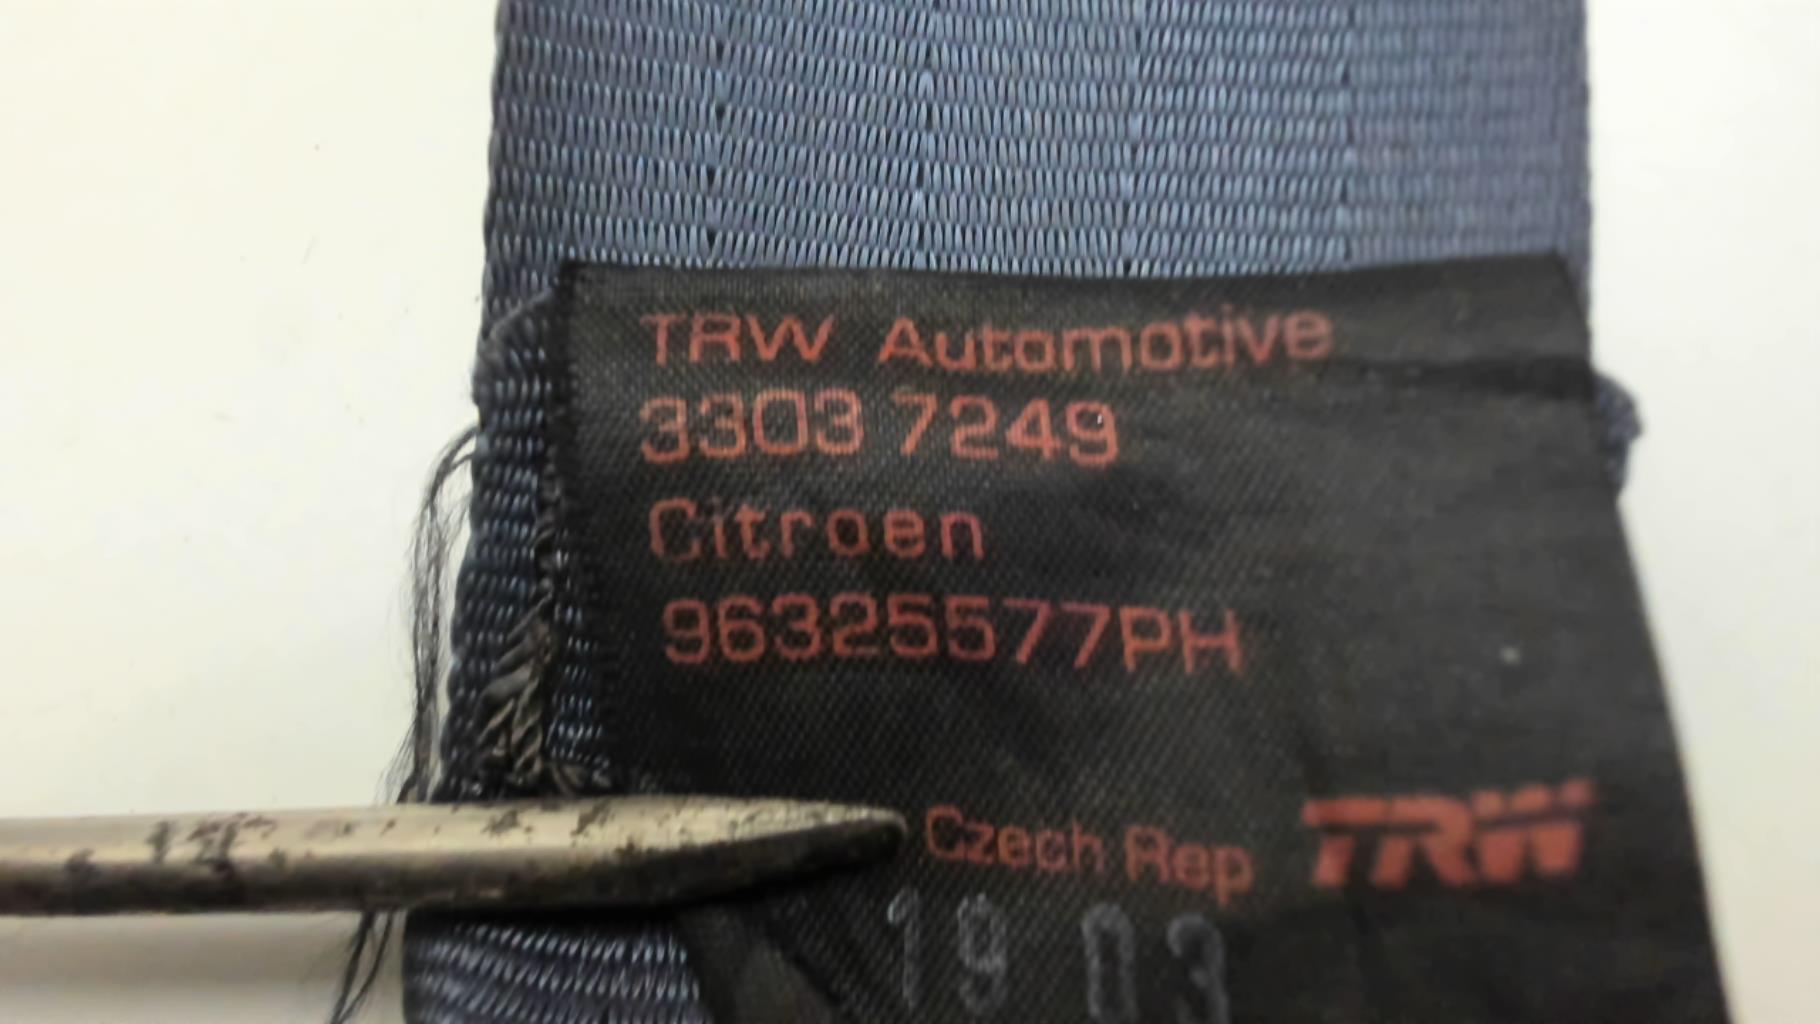 TRW Automotive
3303 7249
Citroen
96325577PH
Czech Rep TRW
19 03